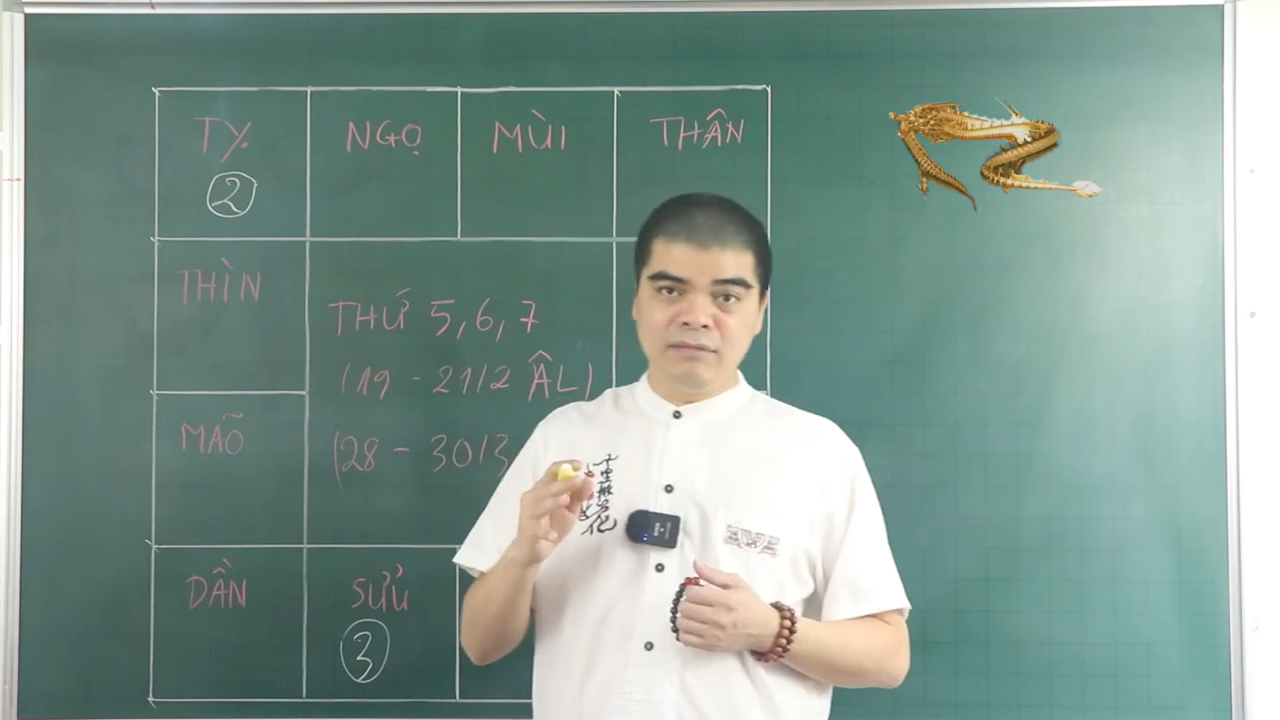 TỴ NGỌ MÙI THÂN
2
THÌN
THỨ 5, 6, 7
(19 - 21/2 ÂL)
MÃO
(28 - 30/3
DẦN SỬU
3